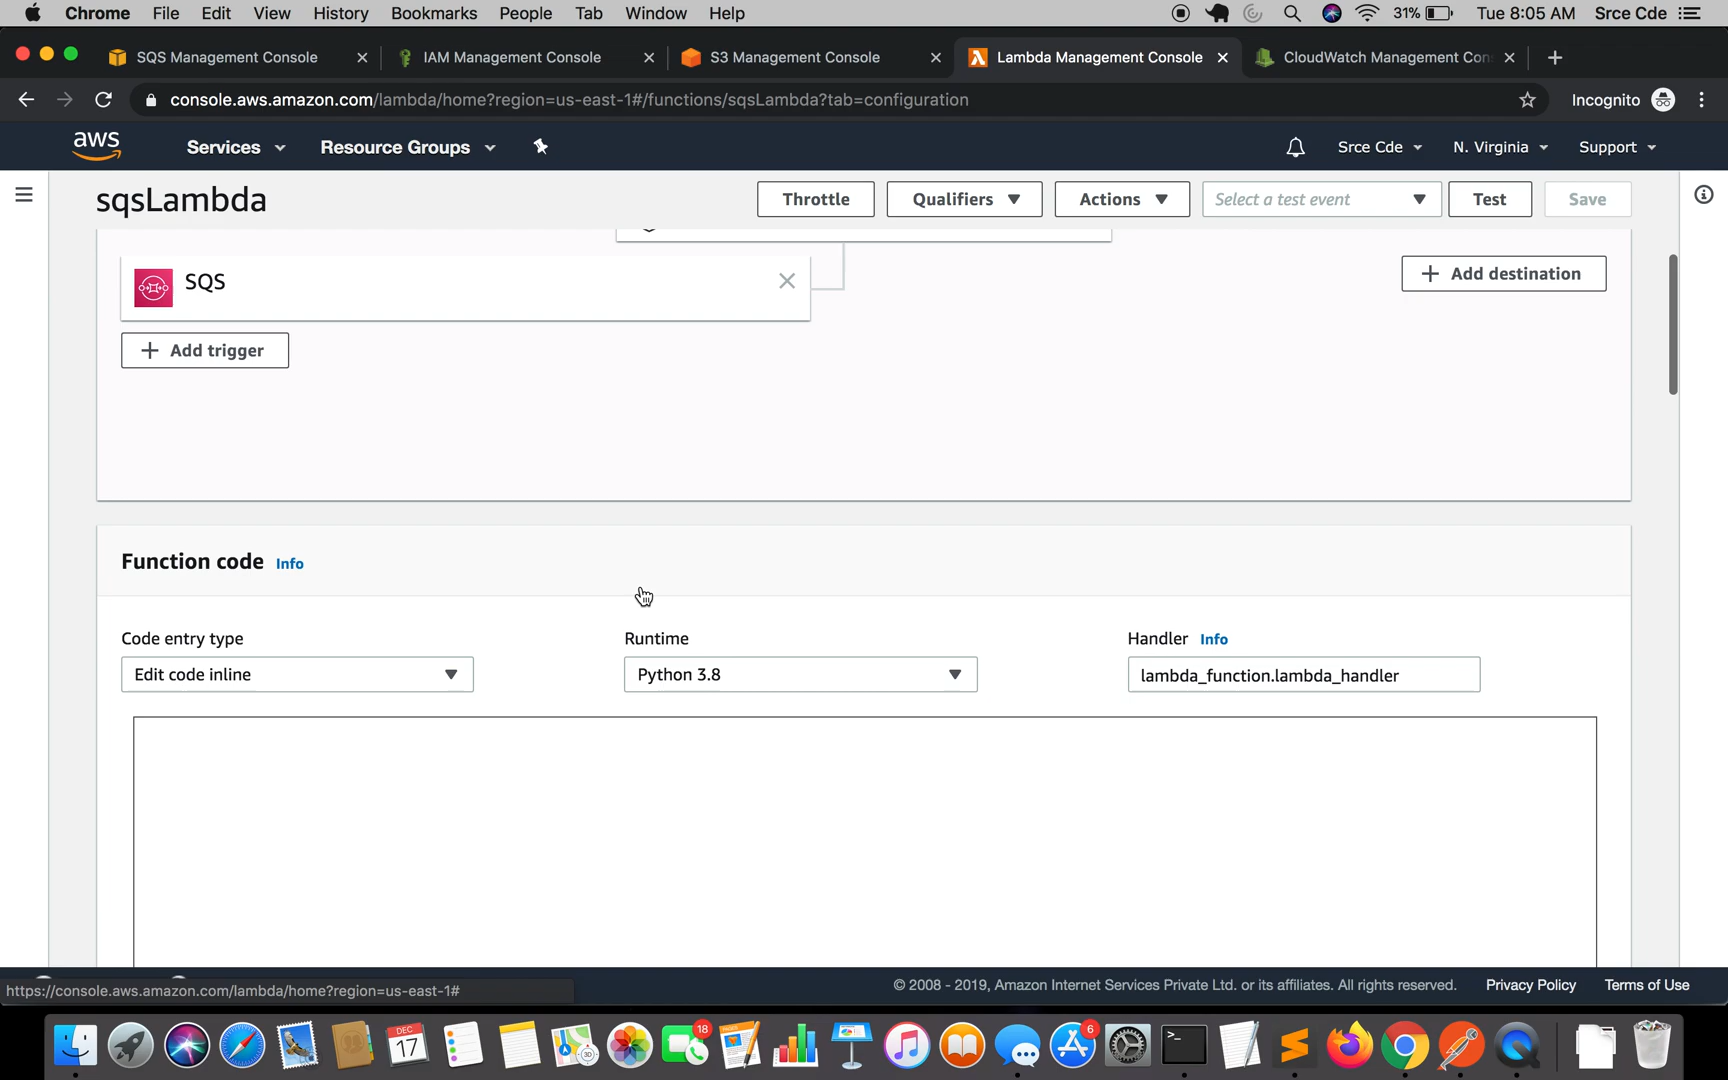 Chrome File Edit View History Bookmarks People Tab Window Help 31% Tue 8:05 AM Srce Cde
SQS Management Console IAM Management Console S3 Management Console Lambda Management Console CloudWatch Management Con
console.aws.amazon.com/lambda/home?region=us-east-1#/functions/sqsLambda?tab=configuration Incognito
aws Services Resource Groups Srce Cde N. Virginia Support
sqsLambda Throttle Qualifiers Actions Select a test event Test Save
SQS + Add destination
+ Add trigger
Function code Info
Code entry type Runtime Handler Info
Edit code inline Python 3.8 lambda_function.lambda_handler
https://console.aws.amazon.com/lambda/home?region=us-east-1# © 2008 - 2019, Amazon Internet Services Private Ltd. or its affiliates. All rights reserved. Privacy Policy Terms of Use
DEC 17 30 18 6